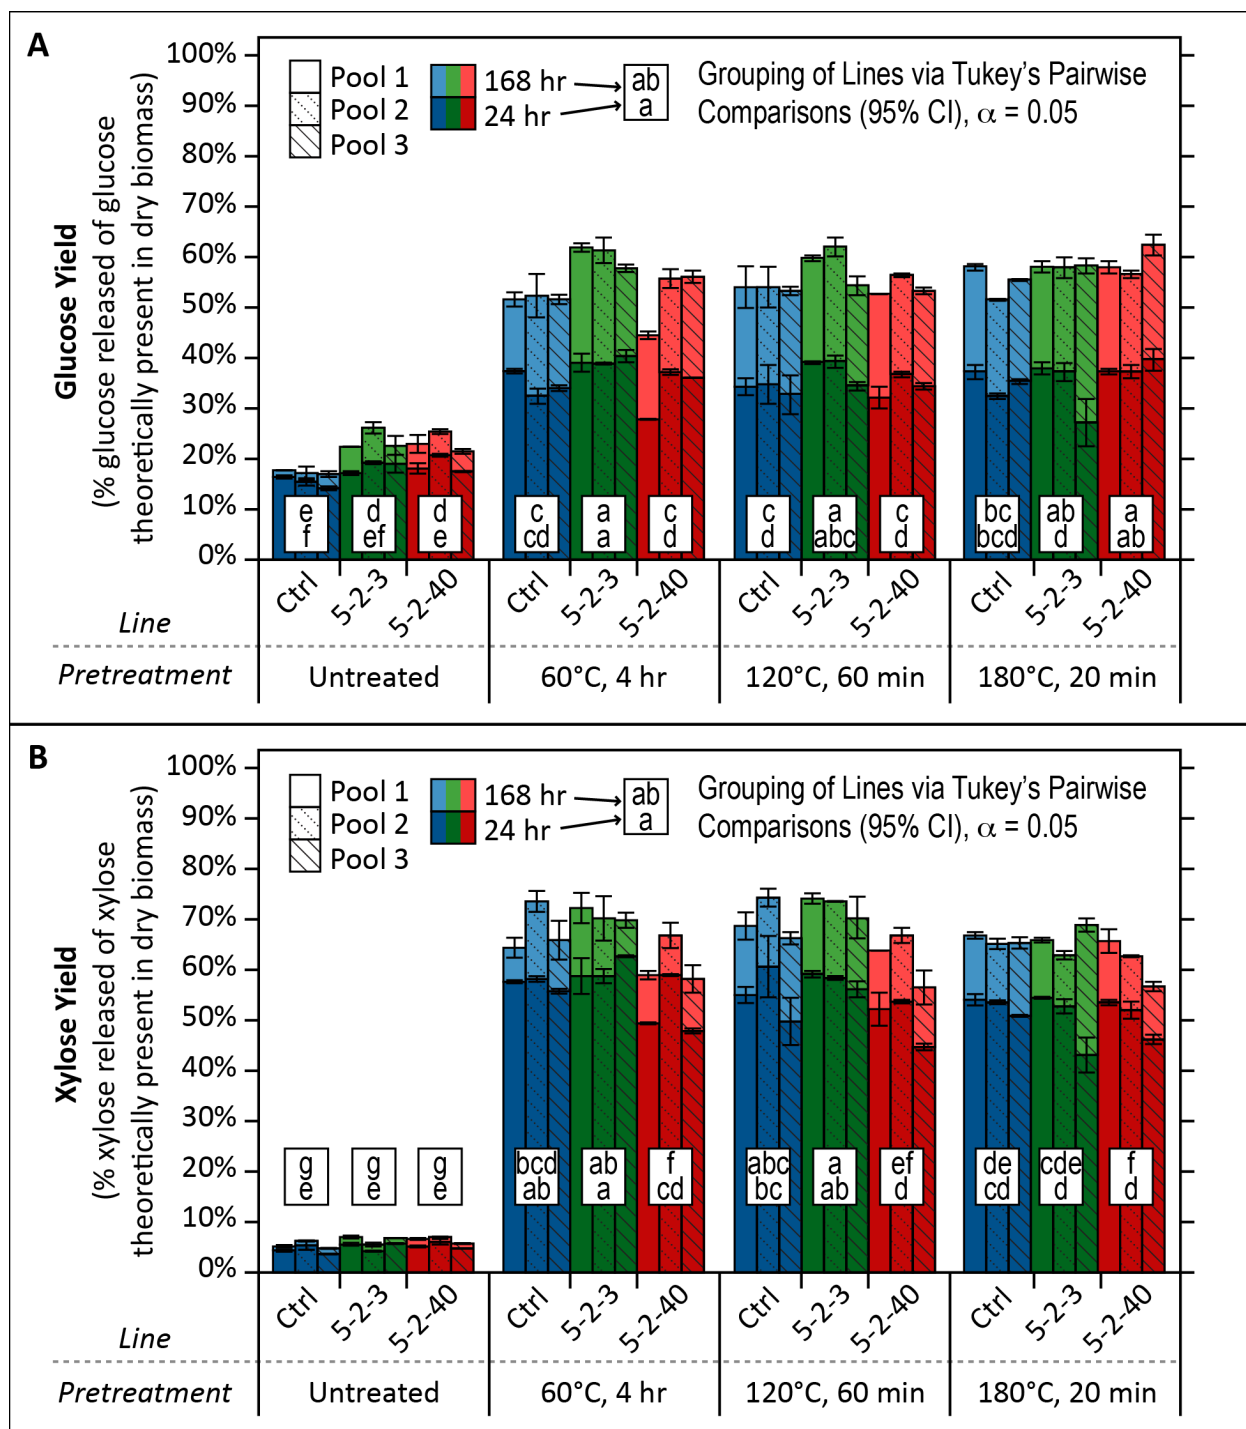 A
100%
90%
80%
70%
60%
50%
40%
30%
20%
10%
0%
Glucose Yield
(% glucose released of glucose
theoretically present in dry biomass)
Pool 1
Pool 2
Pool 3
168 hr
24 hr
ab
a
Grouping of Lines via Tukey's Pairwise
Comparisons (95% CI), α = 0.05
e
f
d
ef
d
e
c
cd
a
a
c
d
c
d
a
abc
c
d
bc
bcd
ab
d
a
ab
Line
Ctrl
5-2-3
5-2-40
Ctrl
5-2-3
5-2-40
Ctrl
5-2-3
5-2-40
Ctrl
5-2-3
5-2-40
Pretreatment
Untreated
60°C, 4 hr
120°C, 60 min
180°C, 20 min
B
100%
90%
80%
70%
60%
50%
40%
30%
20%
10%
0%
Xylose Yield
(% xylose released of xylose
theoretically present in dry biomass)
Pool 1
Pool 2
Pool 3
168 hr
24 hr
ab
a
Grouping of Lines via Tukey's Pairwise
Comparisons (95% CI), α = 0.05
g
e
g
e
g
e
bcd
ab
ab
a
f
cd
abc
bc
a
ab
ef
d
de
cd
cde
d
f
d
Line
Ctrl
5-2-3
5-2-40
Ctrl
5-2-3
5-2-40
Ctrl
5-2-3
5-2-40
Ctrl
5-2-3
5-2-40
Pretreatment
Untreated
60°C, 4 hr
120°C, 60 min
180°C, 20 min